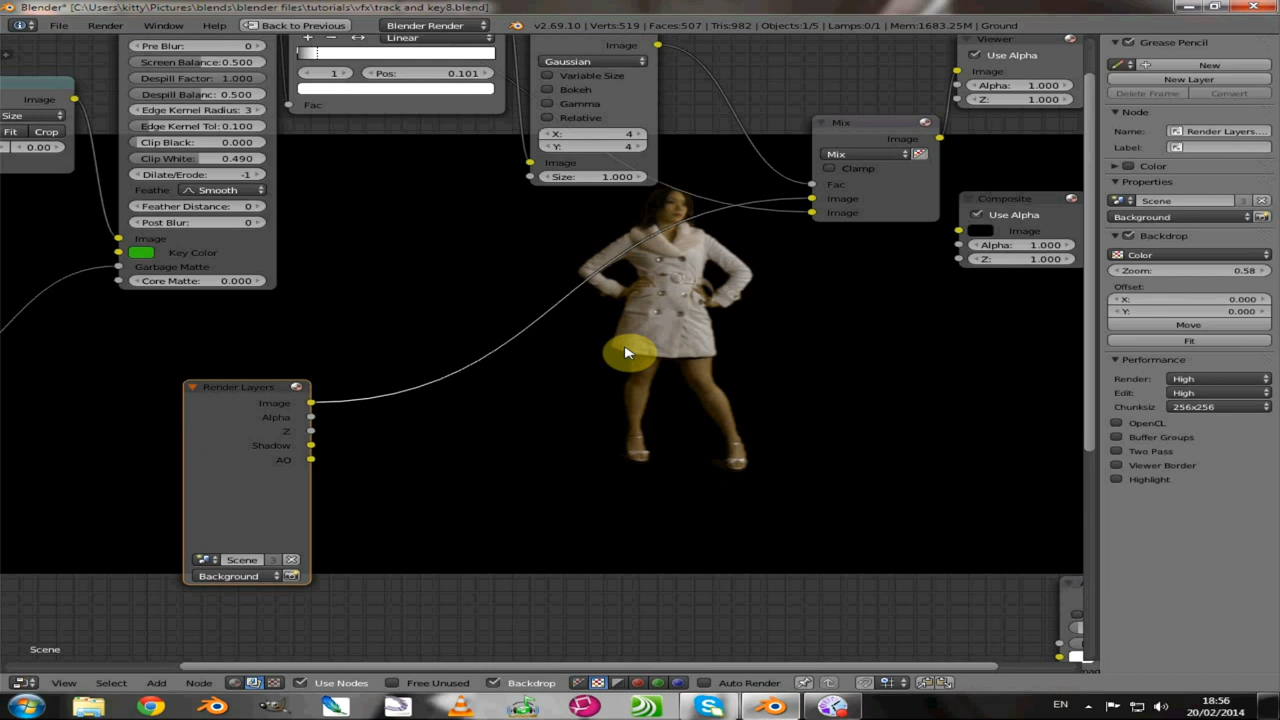 Blender* [C:\Users\kitty\Pictures\blends\blender files\tutorials\vfx\track and key8.blend]
File Render Window Help Back to Previous Blender Render v2.69.10 | Verts:519 | Faces:507 | Tris:982 | Objects:1/5 | Lamps:0/1 | Mem:1683.25M | Ground
Image
Size
Fit Crop
0.00
Pre Blur: 0
Screen Balance:0.500
Despill Factor: 1.000
Despill Balanc: 0.500
Edge Kernel Radius: 3
Edge Kernel Tol:0.100
Clip Black: 0.000
Clip White: 0.490
Dilate/Erode: -1
Feathe Smooth
Feather Distance: 0
Post Blur: 0
Image
Key Color
Garbage Matte
Core Matte: 0.000
Linear
1 Pos: 0.101
Fac
Image
Gaussian
Variable Size
Bokeh
Gamma
Relative
X: 4
Y: 4
Image
Size: 1.000
Mix
Image
Mix
Clamp
Fac
Image
Image
Viewer
Use Alpha
Image
Alpha: 1.000
Z: 1.000
Composite
Use Alpha
Image
Alpha: 1.000
Z: 1.000
Render Layers
Image
Alpha
Z
Shadow
AO
Scene 3
Background
Grease Pencil
New
New Layer
Delete Frame Convert
Node
Name: Render Layers...
Label:
Color
Properties
Scene 3
Background
Backdrop
Color
Zoom: 0.58
Offset:
X: 0.000
Y: 0.000
Move
Fit
Performance
Render: High
Edit: High
Chunksiz 256x256
OpenCL
Buffer Groups
Two Pass
Viewer Border
Highlight
Scene
View Select Add Node Use Nodes Free Unused Backdrop Auto Render
EN 18:56
20/02/2014